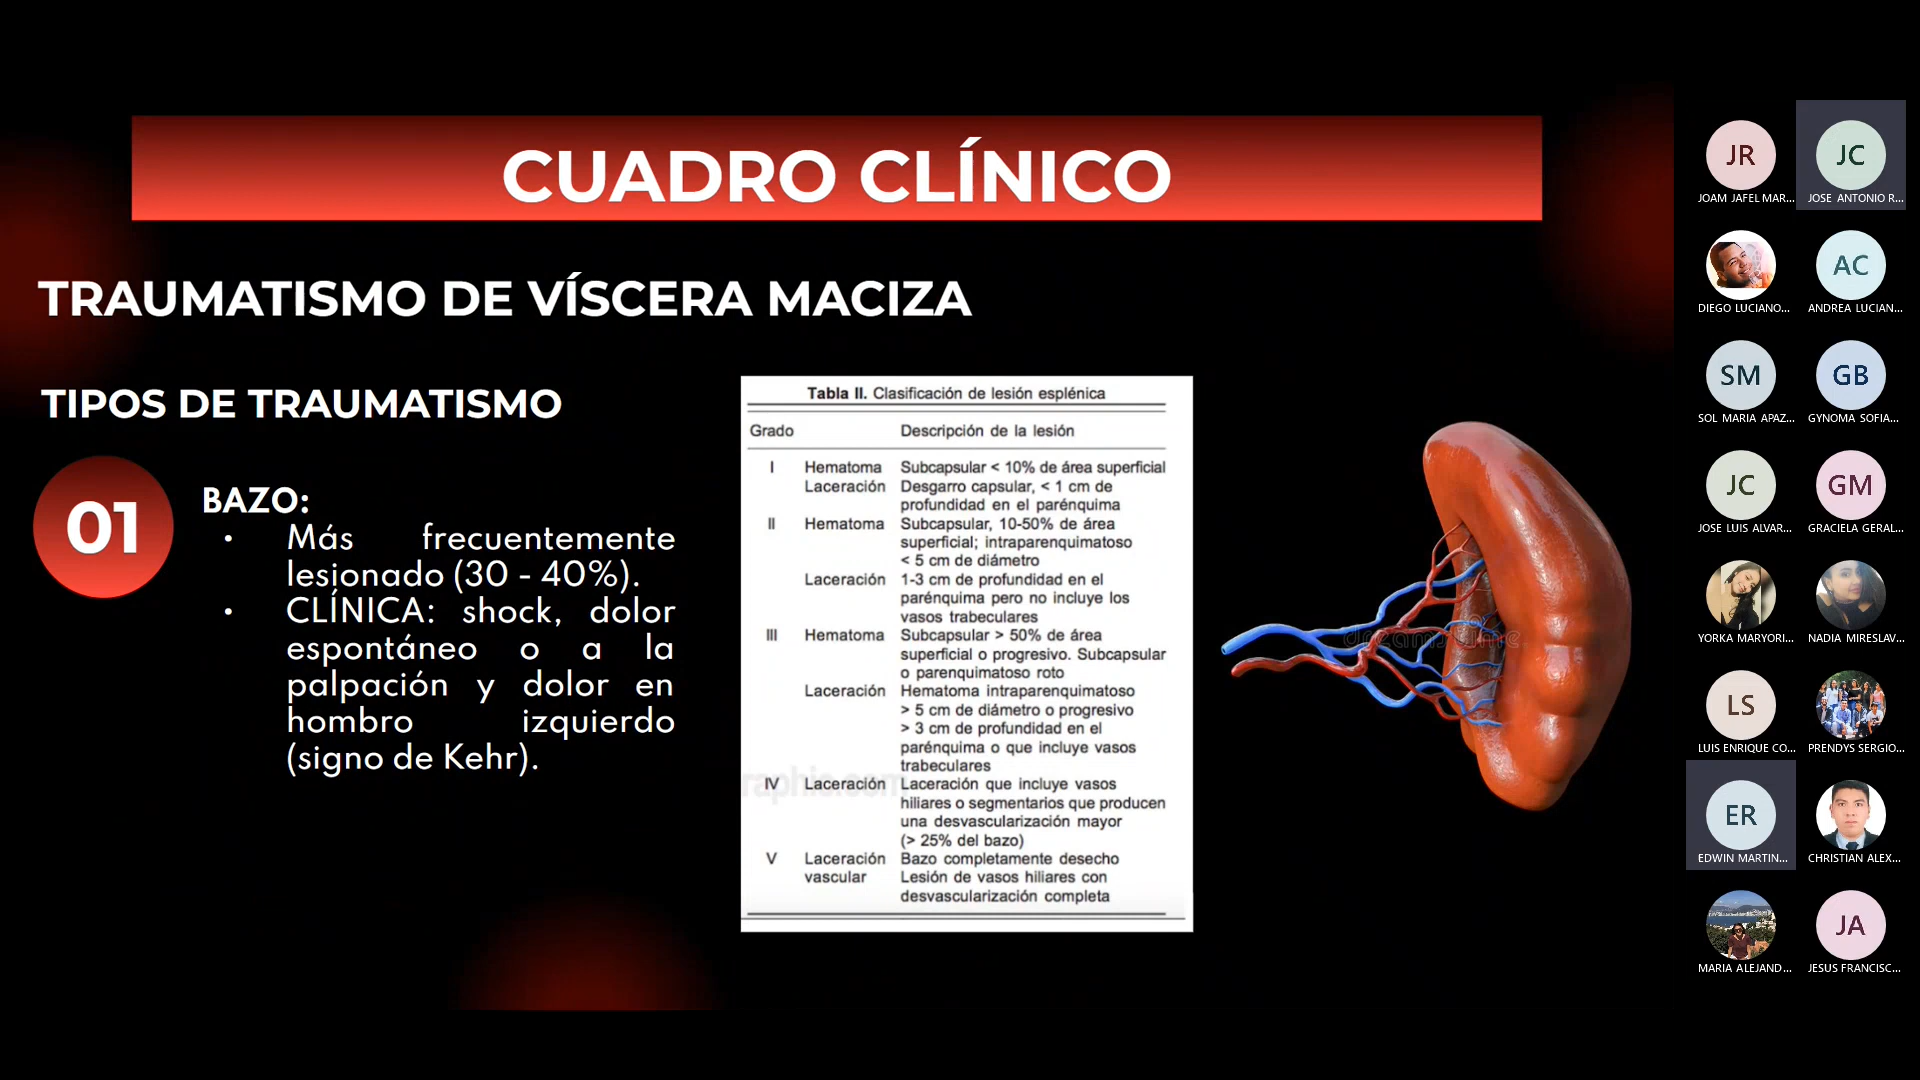 CUADRO CLÍNICO
TRAUMATISMO DE VÍSCERA MACIZA
TIPOS DE TRAUMATISMO
01
BAZO:
• Más frecuentemente
lesionado (30 - 40%).
• CLÍNICA: shock, dolor
espontáneo o a la
palpación y dolor en
hombro izquierdo
(signo de Kehr).
Tabla II. Clasificación de lesión esplénica
Grado Descripción de la lesión
I Hematoma Subcapsular < 10% de área superficial
Laceración Desgarro capsular, < 1 cm de
profundidad en el parénquima
II Hematoma Subcapsular, 10-50% de área
superficial; intraparenquimatoso
< 5 cm de diámetro
Laceración 1-3 cm de profundidad en el
parénquima pero no incluye los
vasos trabeculares
III Hematoma Subcapsular > 50% de área
superficial o progresivo. Subcapsular
o parenquimatoso roto
Laceración Hematoma intraparenquimatoso
> 5 cm de diámetro o progresivo
> 3 cm de profundidad en el
parénquima o que incluye vasos
trabeculares
IV Laceración Laceración que incluye vasos
hiliares o segmentarios que producen
una desvascularización mayor
(> 25% del bazo)
V Laceración Bazo completamente desecho
vascular Lesión de vasos hiliares con
desvascularización completa
raphic.com
dreamstime
JR JC
JOAM JAFEL MAR... JOSE ANTONIO R...
AC
DIEGO LUCIANO... ANDREA LUCIAN...
SM GB
SOL MARIA APAZ... GYNOMA SOFIA...
JC GM
JOSE LUIS ALVAR... GRACIELA GERAL...
YORKA MARYORI... NADIA MIRESLAV...
LS
LUIS ENRIQUE CO... PRENDYS SERGIO...
ER
EDWIN MARTIN... CHRISTIAN ALEX...
JA
MARIA ALEJAND... JESUS FRANCISC...